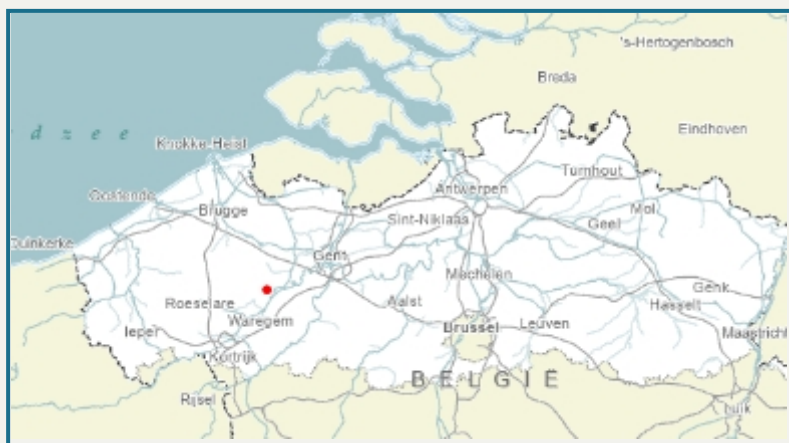 's-Hertogenbosch
Breda
d z e e
Eindhoven
Knokke-Heist
Turnhout
Antwerpen
Oostende
Mol
Brugge
Sint-Niklaas
Geel
Duinkerke
Gent
Mechelen
Genk
Roeselare
Aalst
Hasselt
Waregem
Brussel
Leuven
Ieper
Maastricht
Kortrijk
BELGIË
Rijsel
Luik